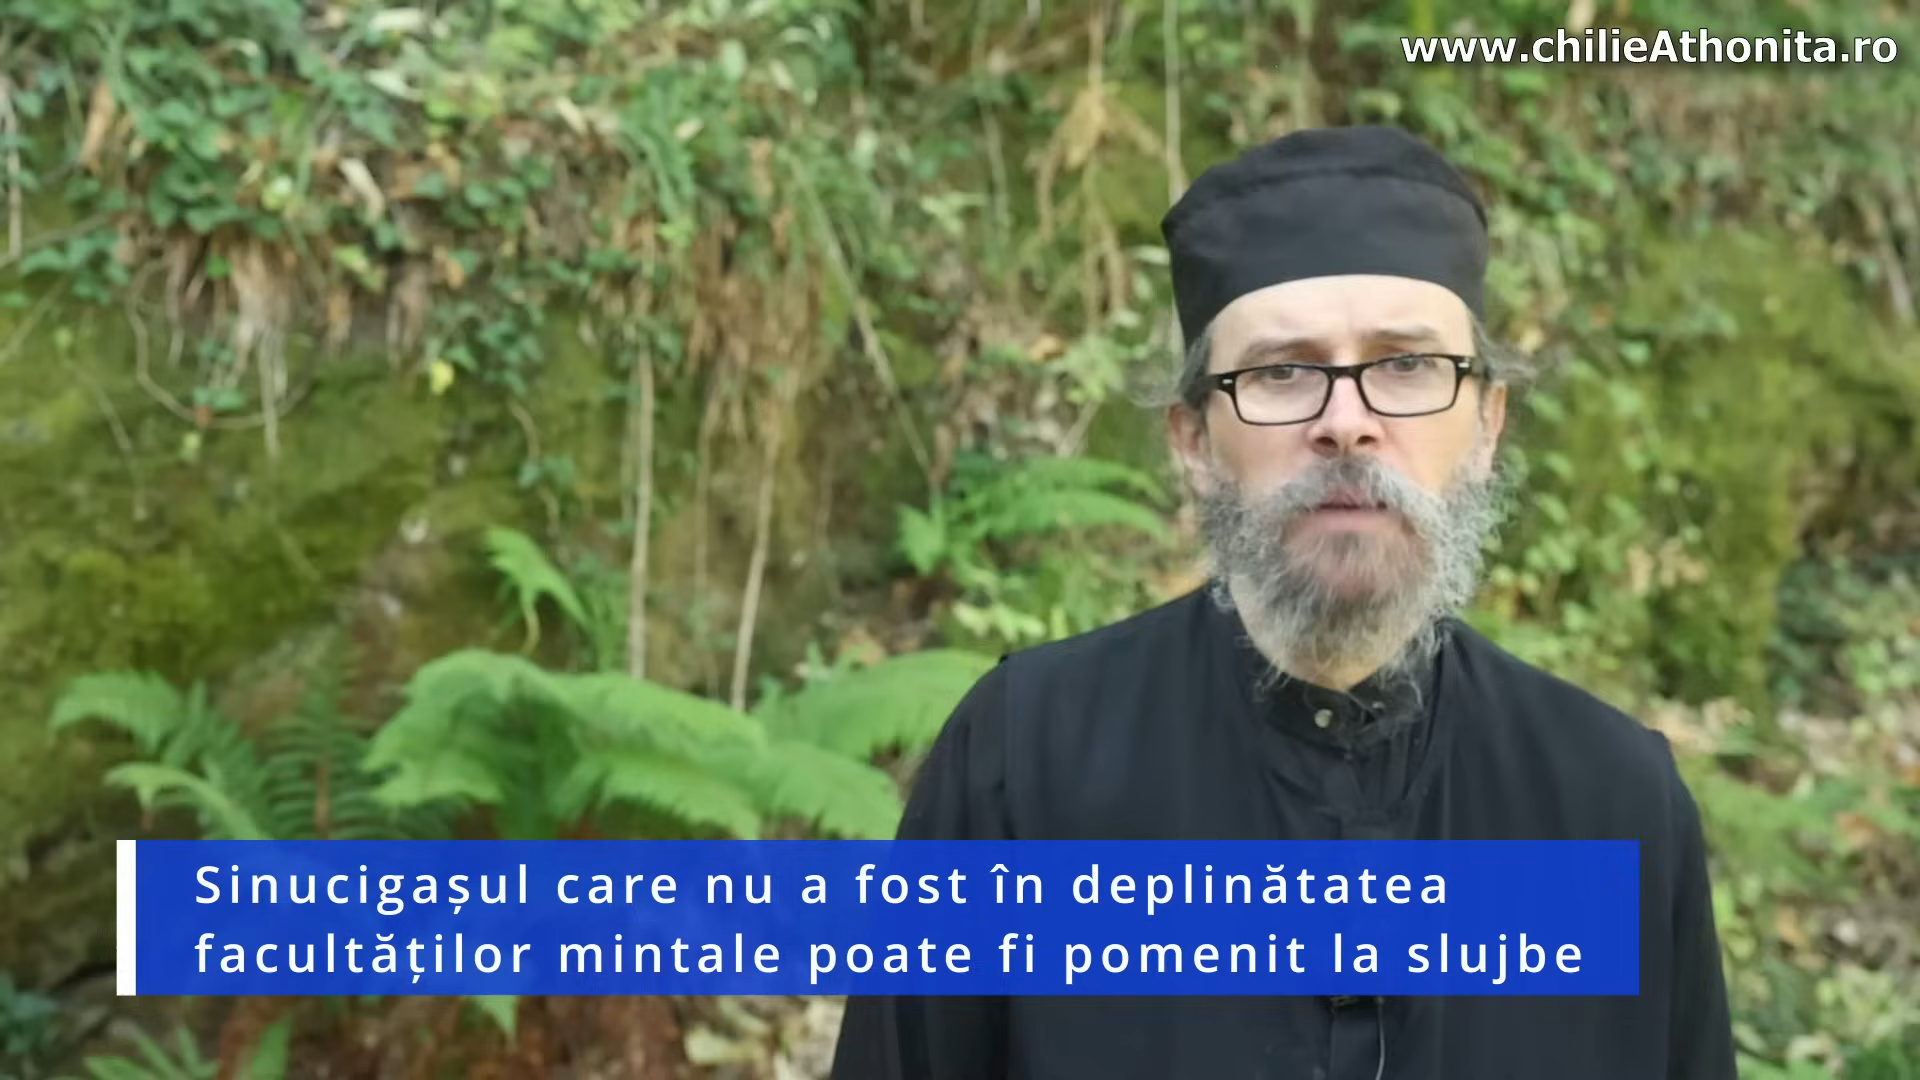 www.chilieAthonita.ro
Sinucigașul care nu a fost în deplinătatea
facultăților mintale poate fi pomenit la slujbe